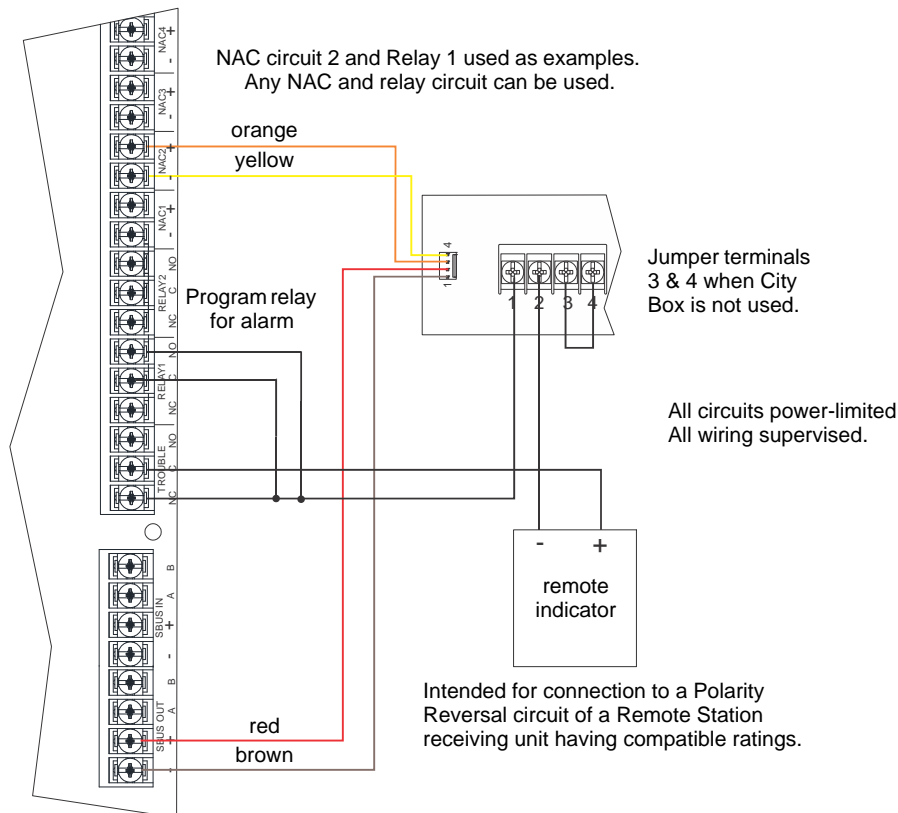 NAC4
+
-
NAC3
+
-
NAC2
+
-
NAC1
+
-
RELAY2
NO
C
NC
RELAY1
NO
C
NC
TROUBLE
NO
C
NC
SBUS IN
B
A
+
-
SBUS OUT
B
A
+
-
NAC circuit 2 and Relay 1 used as examples.
Any NAC and relay circuit can be used.
orange
yellow
4
1
1 2 3 4
Jumper terminals
3 & 4 when City
Box is not used.
Program relay
for alarm
All circuits power-limited
All wiring supervised.
- +
remote
indicator
Intended for connection to a Polarity
Reversal circuit of a Remote Station
receiving unit having compatible ratings.
red
brown